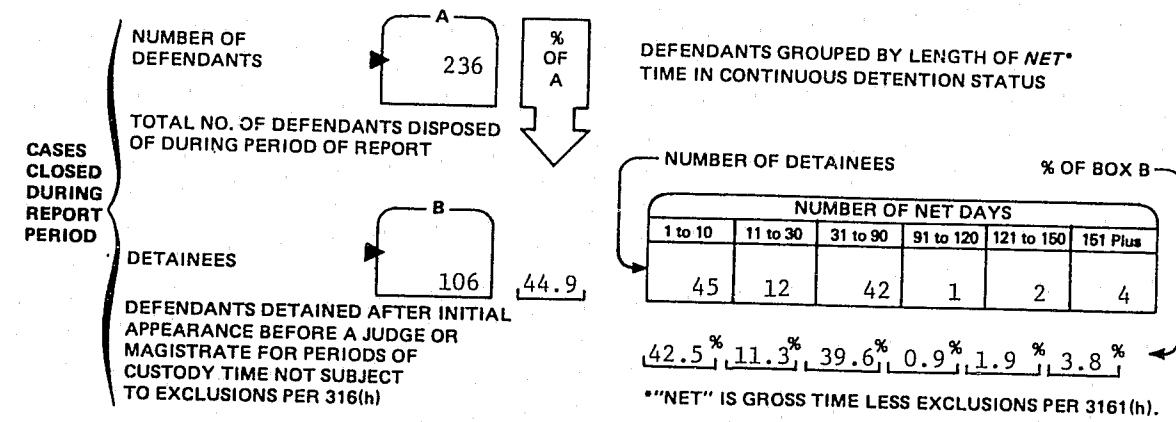 CASES
CLOSED
DURING
REPORT
PERIOD
NUMBER OF
DEFENDANTS
A
236
%
OF
A
TOTAL NO. OF DEFENDANTS DISPOSED
OF DURING PERIOD OF REPORT
DETAINEES
B
106
44.9
DEFENDANTS DETAINED AFTER INITIAL
APPEARANCE BEFORE A JUDGE OR
MAGISTRATE FOR PERIODS OF
CUSTODY TIME NOT SUBJECT
TO EXCLUSIONS PER 316(h)
DEFENDANTS GROUPED BY LENGTH OF NET*
TIME IN CONTINUOUS DETENTION STATUS
NUMBER OF DETAINEES % OF BOX B
NUMBER OF NET DAYS
1 to 10 11 to 30 31 to 90 91 to 120 121 to 150 151 Plus
45 12 42 1 2 4
42.5% 11.3% 39.6% 0.9% 1.9% 3.8%
*"NET" IS GROSS TIME LESS EXCLUSIONS PER 3161(h).